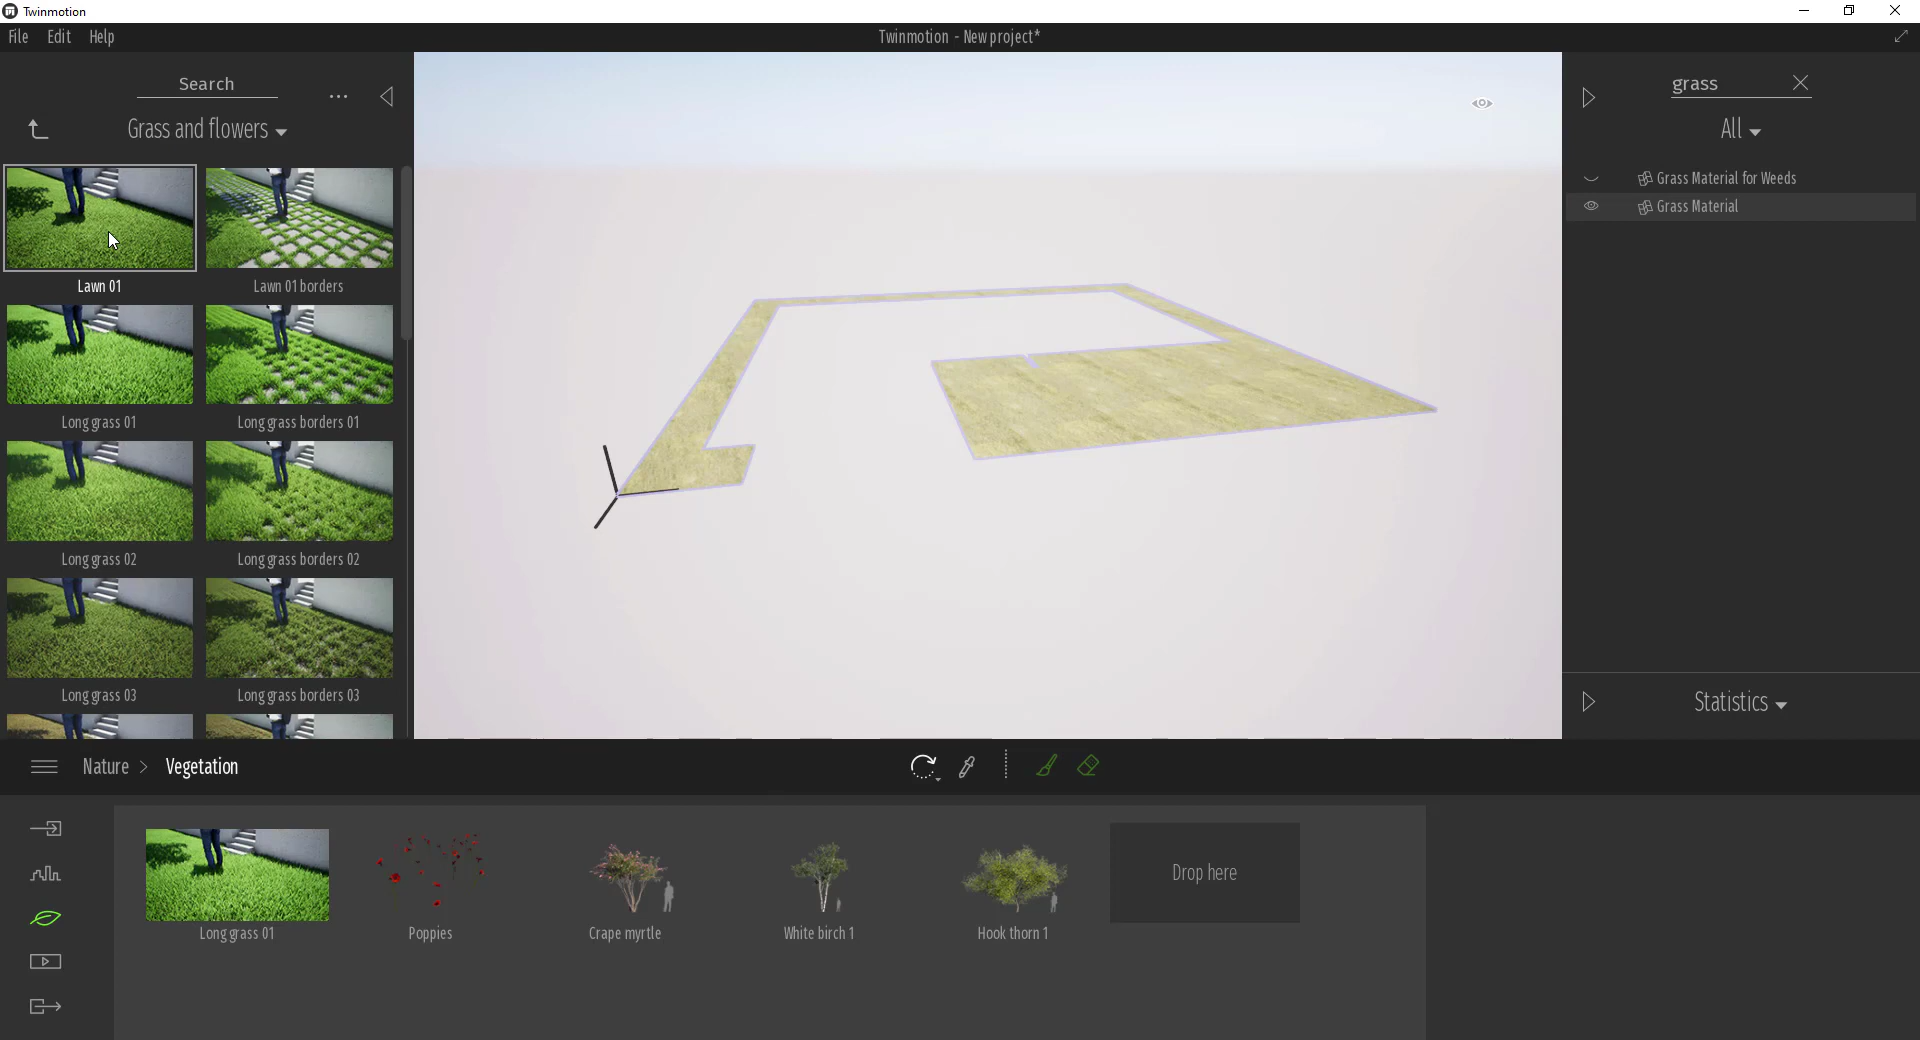 Twinmotion
File Edit Help
Twinmotion - New project*
Search
...
Grass and flowers
Lawn 01
Lawn 01 borders
Long grass 01
Long grass borders 01
Long grass 02
Long grass borders 02
Long grass 03
Long grass borders 03
grass
All
Grass Material for Weeds
Grass Material
Statistics
Nature > Vegetation
Long grass 01
Poppies
Crape myrtle
White birch 1
Hook thorn 1
Drop here